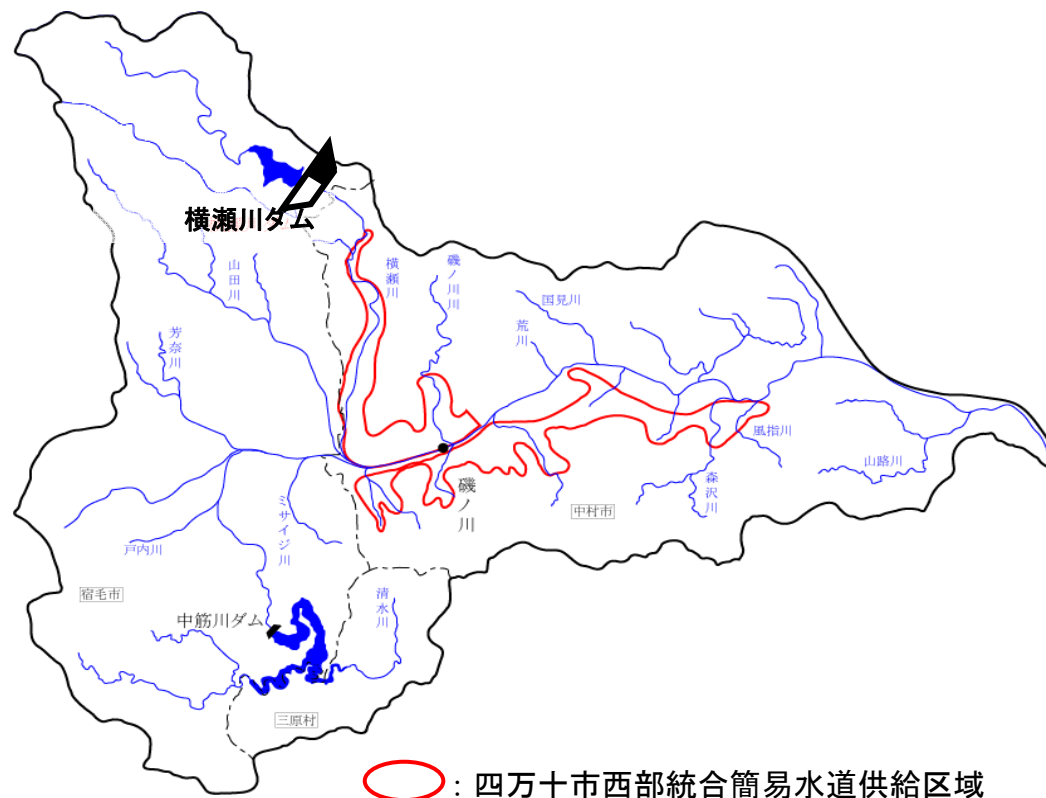 横瀬川ダム
山田川
横瀬川
磯ノ川川
国見川
荒川
芳奈川
風指川
山路川
森沢川
磯ノ川
中村市
ミサイジ川
戸内川
宿毛市
中筋川ダム
清水川
三原村
：四万十市西部統合簡易水道供給区域